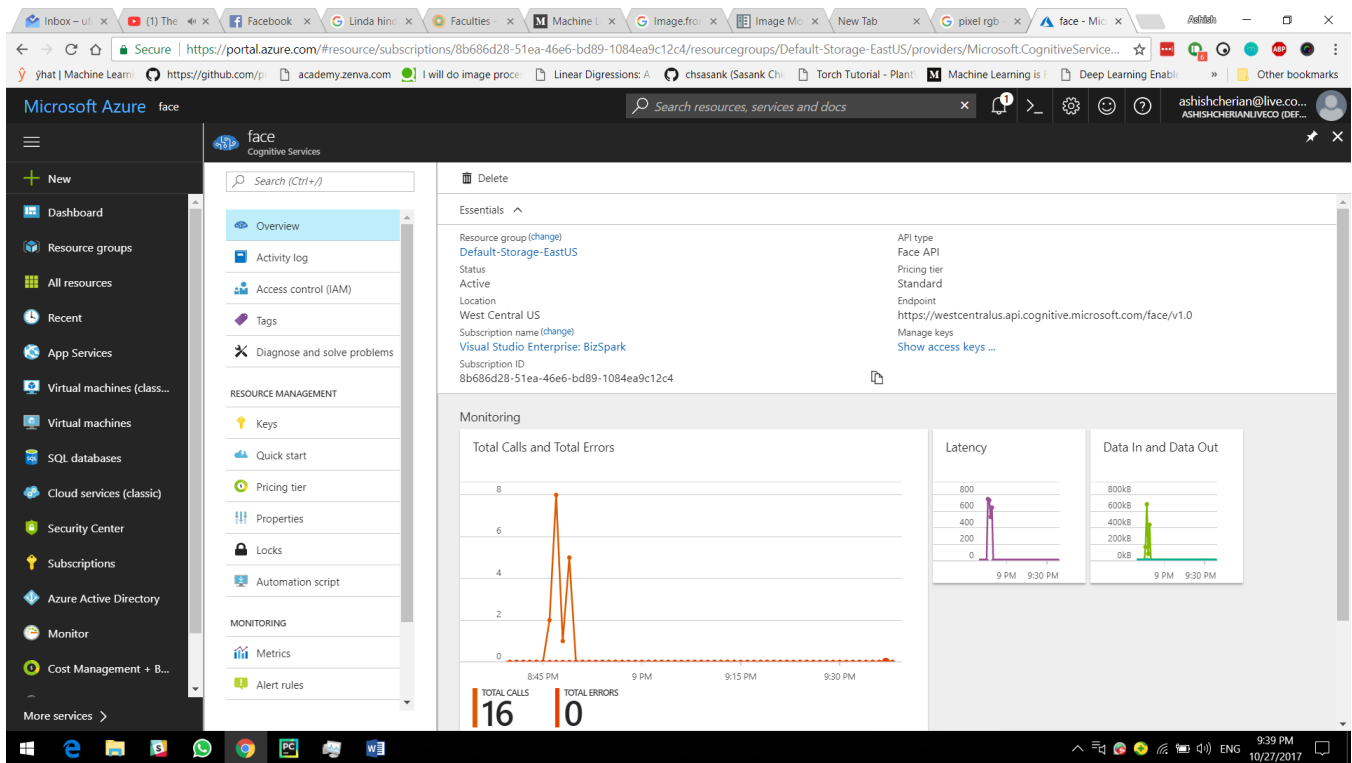 Inbox – uf
(1) The
Facebook
Linda hind
Faculties -
Machine L
Image.fror
Image Mo
New Tab
pixel rgb -
face - Mic
Ashish
Secure | https://portal.azure.com/#resource/subscriptions/8b686d28-51ea-46e6-bd89-1084ea9c12c4/resourcegroups/Default-Storage-EastUS/providers/Microsoft.CognitiveService...
ŷhat | Machine Learni
https://github.com/p
academy.zenva.com
I will do image proce
Linear Digressions: A
chsasank (Sasank Chi
Torch Tutorial - Plant
Machine Learning is F
Deep Learning Enabl
»
Other bookmarks
Microsoft Azure face
Search resources, services and docs
1
ashishcherian@live.co...
ASHISHCHERIANLIVECO (DEF...
face
Cognitive Services
New
Dashboard
Resource groups
All resources
Recent
App Services
Virtual machines (class...
Virtual machines
SQL databases
Cloud services (classic)
Security Center
Subscriptions
Azure Active Directory
Monitor
Cost Management + B...
More services
Search (Ctrl+/)
Overview
Activity log
Access control (IAM)
Tags
Diagnose and solve problems
RESOURCE MANAGEMENT
Keys
Quick start
Pricing tier
Properties
Locks
Automation script
MONITORING
Metrics
Alert rules
Delete
Essentials
Resource group (change)
Default-Storage-EastUS
Status
Active
Location
West Central US
Subscription name (change)
Visual Studio Enterprise: BizSpark
Subscription ID
8b686d28-51ea-46e6-bd89-1084ea9c12c4
API type
Face API
Pricing tier
Standard
Endpoint
https://westcentralus.api.cognitive.microsoft.com/face/v1.0
Manage keys
Show access keys ...
Monitoring
Total Calls and Total Errors
8
6
4
2
0
8:45 PM 9 PM 9:15 PM 9:30 PM
TOTAL CALLS
16
TOTAL ERRORS
0
Latency
800
600
400
200
0
9 PM 9:30 PM
Data In and Data Out
800kB
600kB
400kB
200kB
0kB
9 PM 9:30 PM
ENG
9:39 PM
10/27/2017